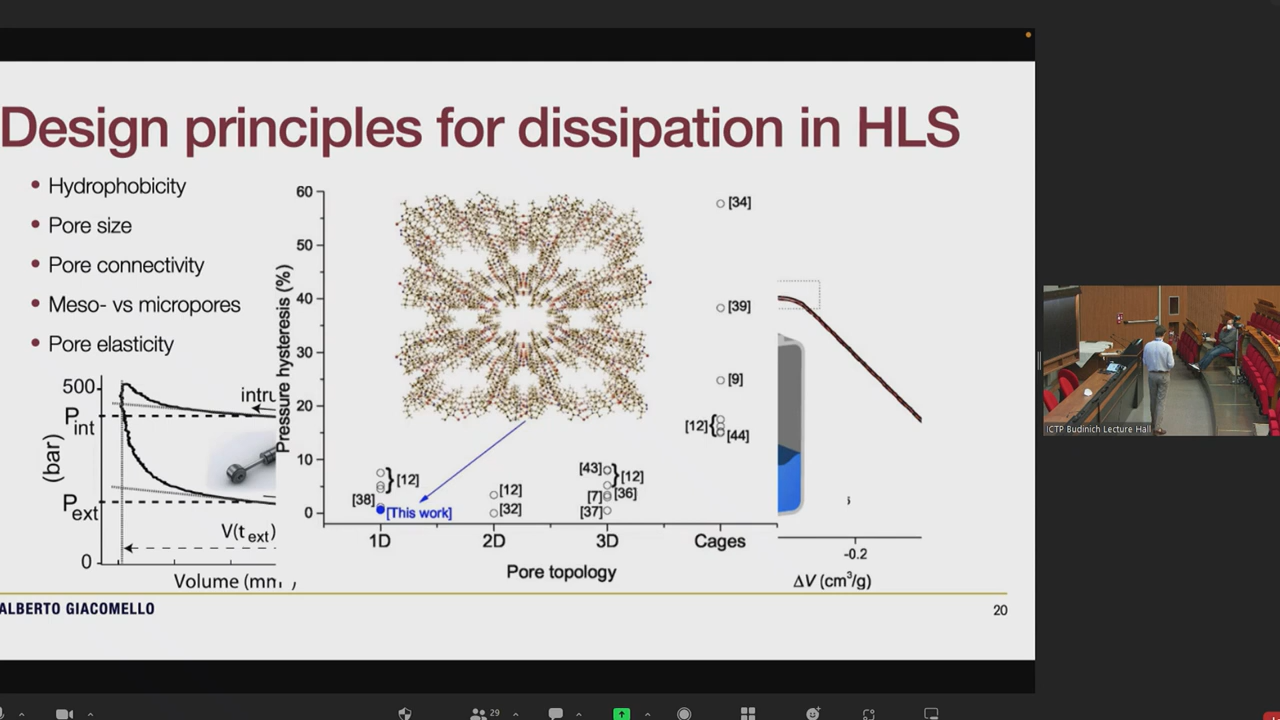 Design principles for dissipation in HLS
• Hydrophobicity
• Pore size
• Pore connectivity
• Meso- vs micropores
• Pore elasticity
500
Pint
(bar)
Pext
0
intru
V(text)
Volume (mm
Pressure hysteresis (%)
60
50
40
30
20
10
0
[12]
[38]
[This work]
[12]
[32]
[43]
[12]
[7]
[36]
[37]
[34]
[39]
[9]
[12]
[44]
1D
2D
3D
Cages
Pore topology
-0.2
ΔV (cm³/g)
ALBERTO GIACOMELLO
20
ICTP Budinich Lecture Hall
29